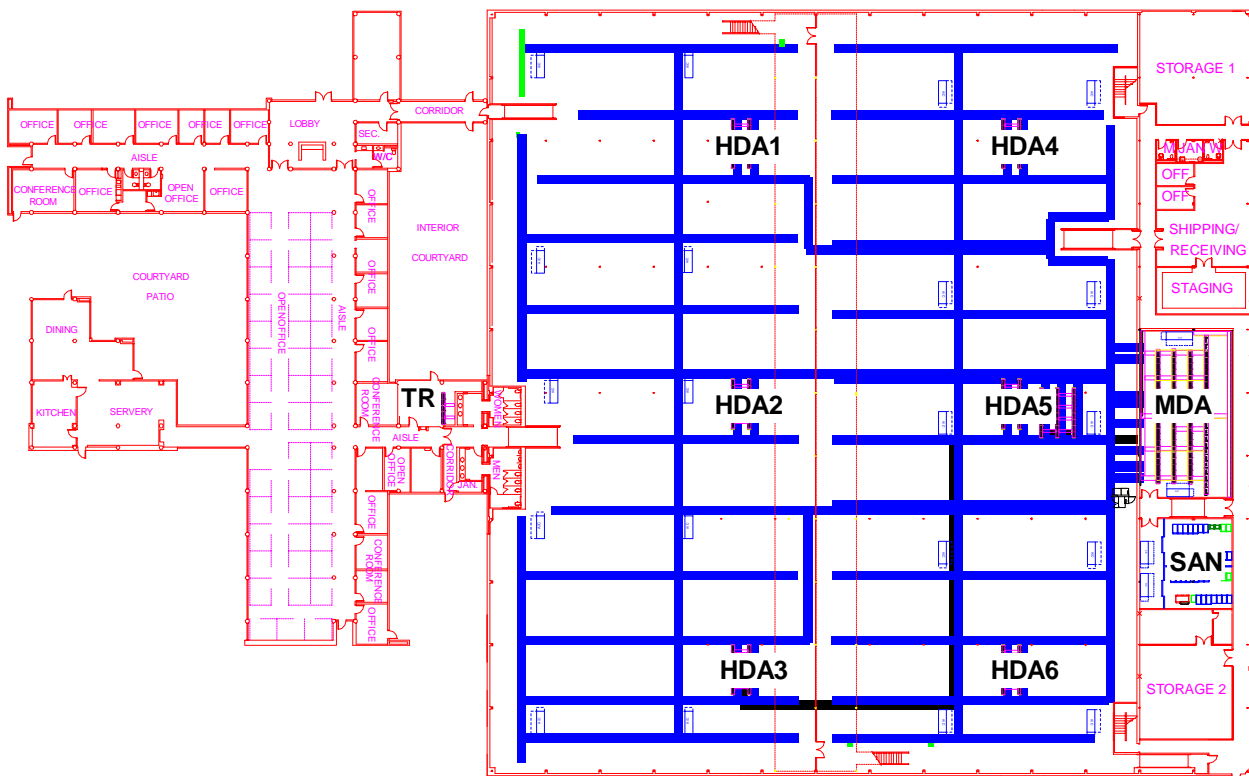 STORAGE 1
CORRIDOR
OFFICE
OFFICE
OFFICE
OFFICE
OFFICE
LOBBY
SEC.
W/C
AISLE
HDA1
HDA4
M JAN W
OFF
OFF
CONFERENCE
ROOM
OFFICE
OPEN
OFFICE
OFFICE
OFFICE
INTERIOR
COURTYARD
SHIPPING/
RECEIVING
OFFICE
OFFICE
COURTYARD
PATIO
STAGING
OPENOFFICE
AISLE
DINING
OFFICE
CONFERENCE
ROOM
TR
WOMEN
HDA2
HDA5
MDA
KITCHEN
SERVERY
AISLE
OPEN
OFFICE
CORRIDOR
JAN.
MEN
OFFICE
CONFERENCE
ROOM
SAN
OFFICE
HDA3
HDA6
STORAGE 2